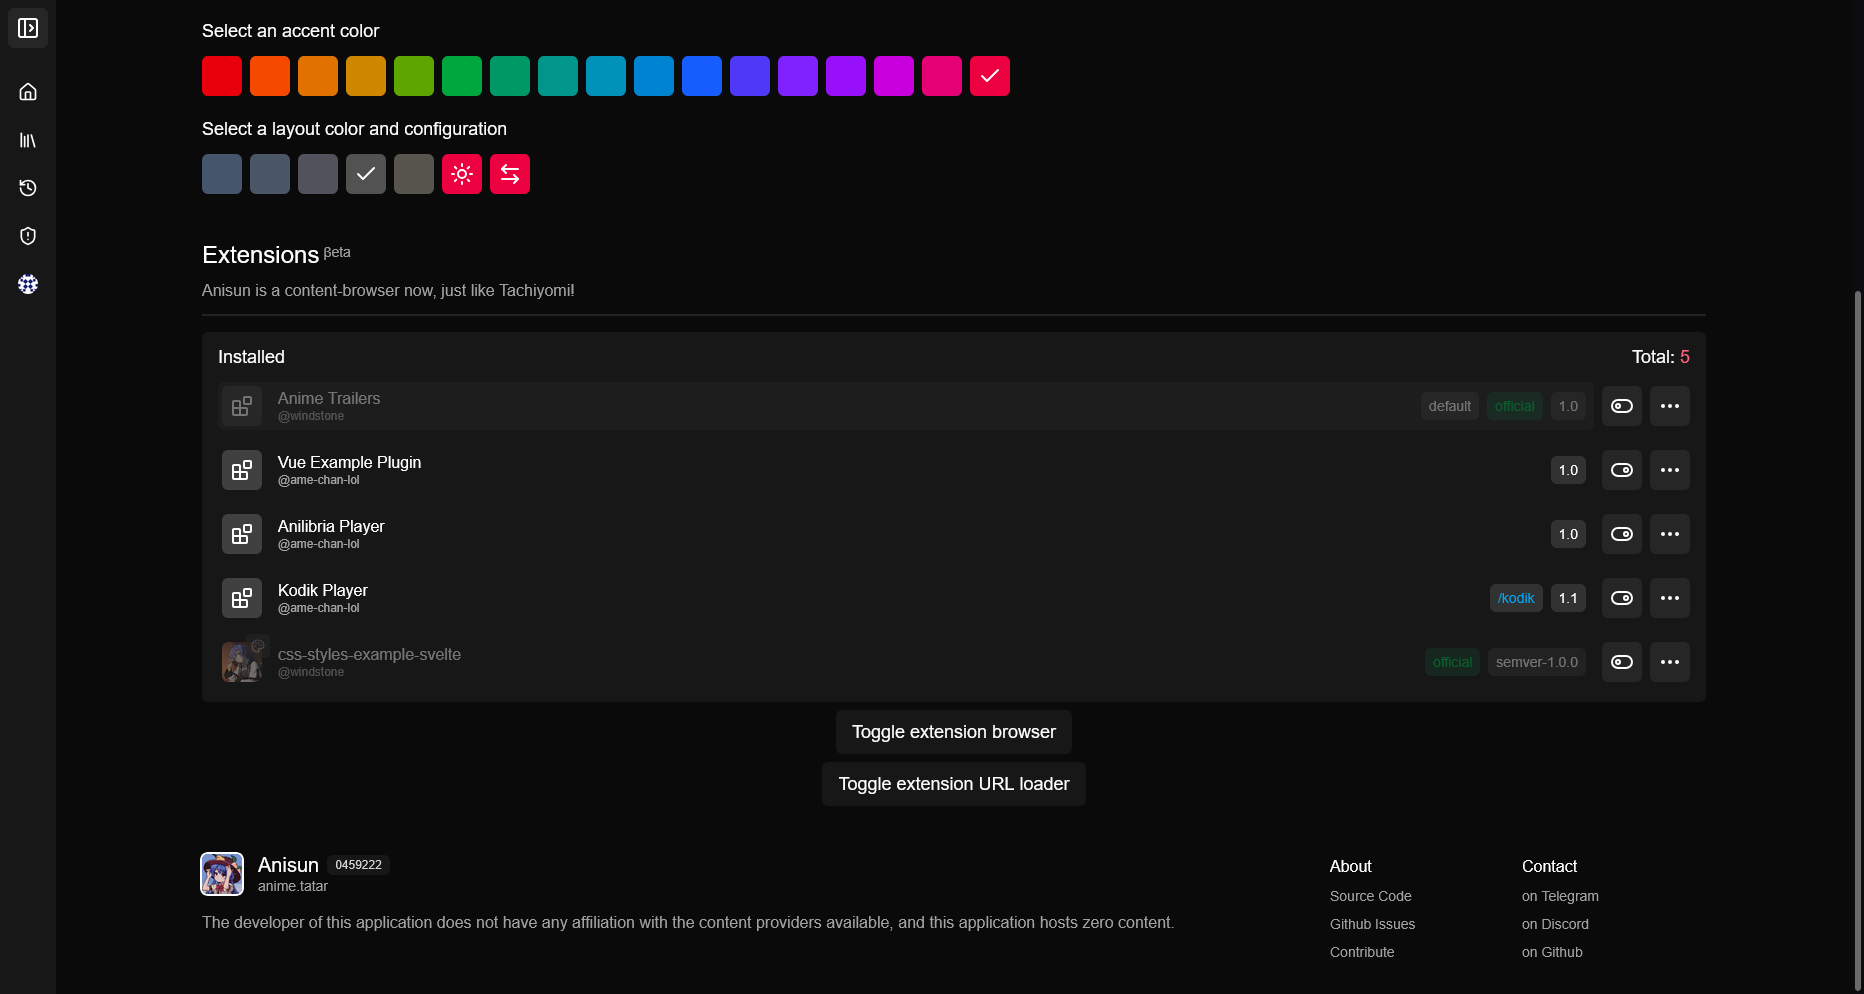 Select an accent color
Select a layout color and configuration
Extensions βeta
Anisun is a content-browser now, just like Tachiyomi!
Installed
Total: 5
Anime Trailers
@windstone
default
official
1.0
Vue Example Plugin
@ame-chan-lol
1.0
Anilibria Player
@ame-chan-lol
1.0
Kodik Player
@ame-chan-lol
/kodik
1.1
css-styles-example-svelte
@windstone
official
semver-1.0.0
Toggle extension browser
Toggle extension URL loader
Anisun 0459222
anime.tatar
The developer of this application does not have any affiliation with the content providers available, and this application hosts zero content.
About
Source Code
Github Issues
Contribute
Contact
on Telegram
on Discord
on Github